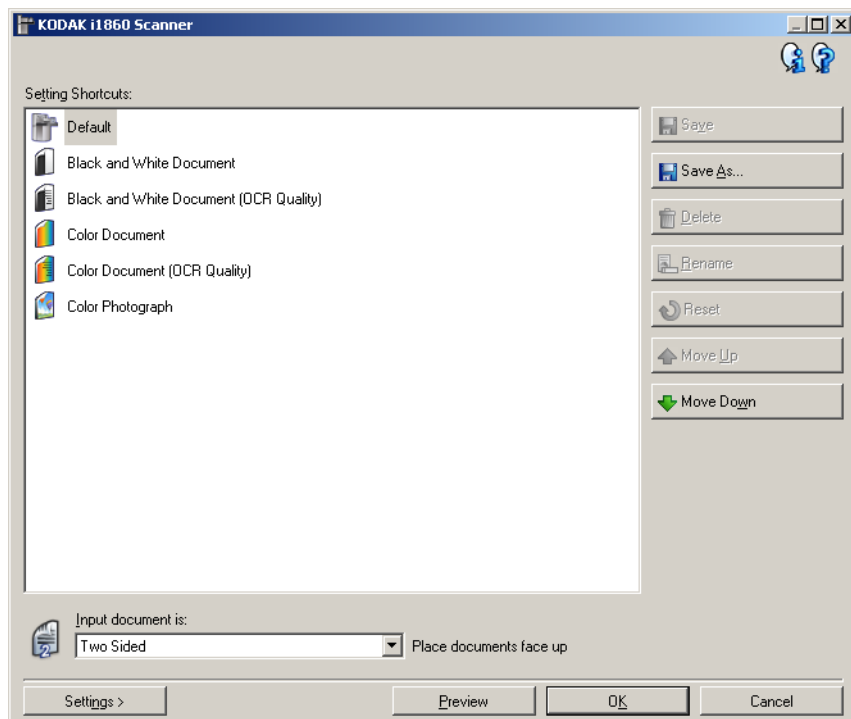 KODAK i1860 Scanner
Setting Shortcuts:
Default
Black and White Document
Black and White Document (OCR Quality)
Color Document
Color Document (OCR Quality)
Color Photograph
Save
Save As...
Delete
Rename
Reset
Move Up
Move Down
Input document is:
2
Two Sided
Place documents face up
Settings >
Preview
OK
Cancel